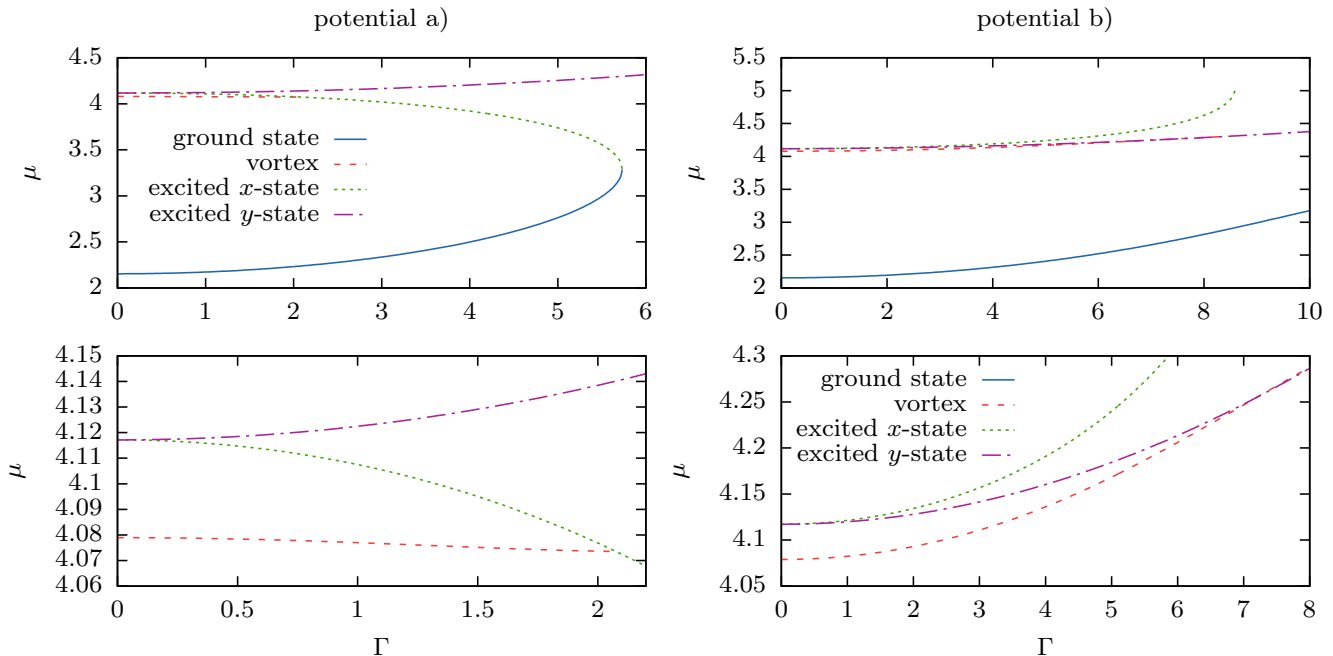 potential a)
potential b)
4.5
4
3.5
3
2.5
2
μ
ground state
vortex
excited x-state
excited y-state
0 1 2 3 4 5 6
5.5
5
4.5
4
3.5
3
2.5
2
μ
0 2 4 6 8 10
4.15
4.14
4.13
4.12
4.11
4.1
4.09
4.08
4.07
4.06
μ
0 0.5 1 1.5 2
Γ
4.3
4.25
4.2
4.15
4.1
4.05
μ
ground state
vortex
excited x-state
excited y-state
0 1 2 3 4 5 6 7 8
Γ